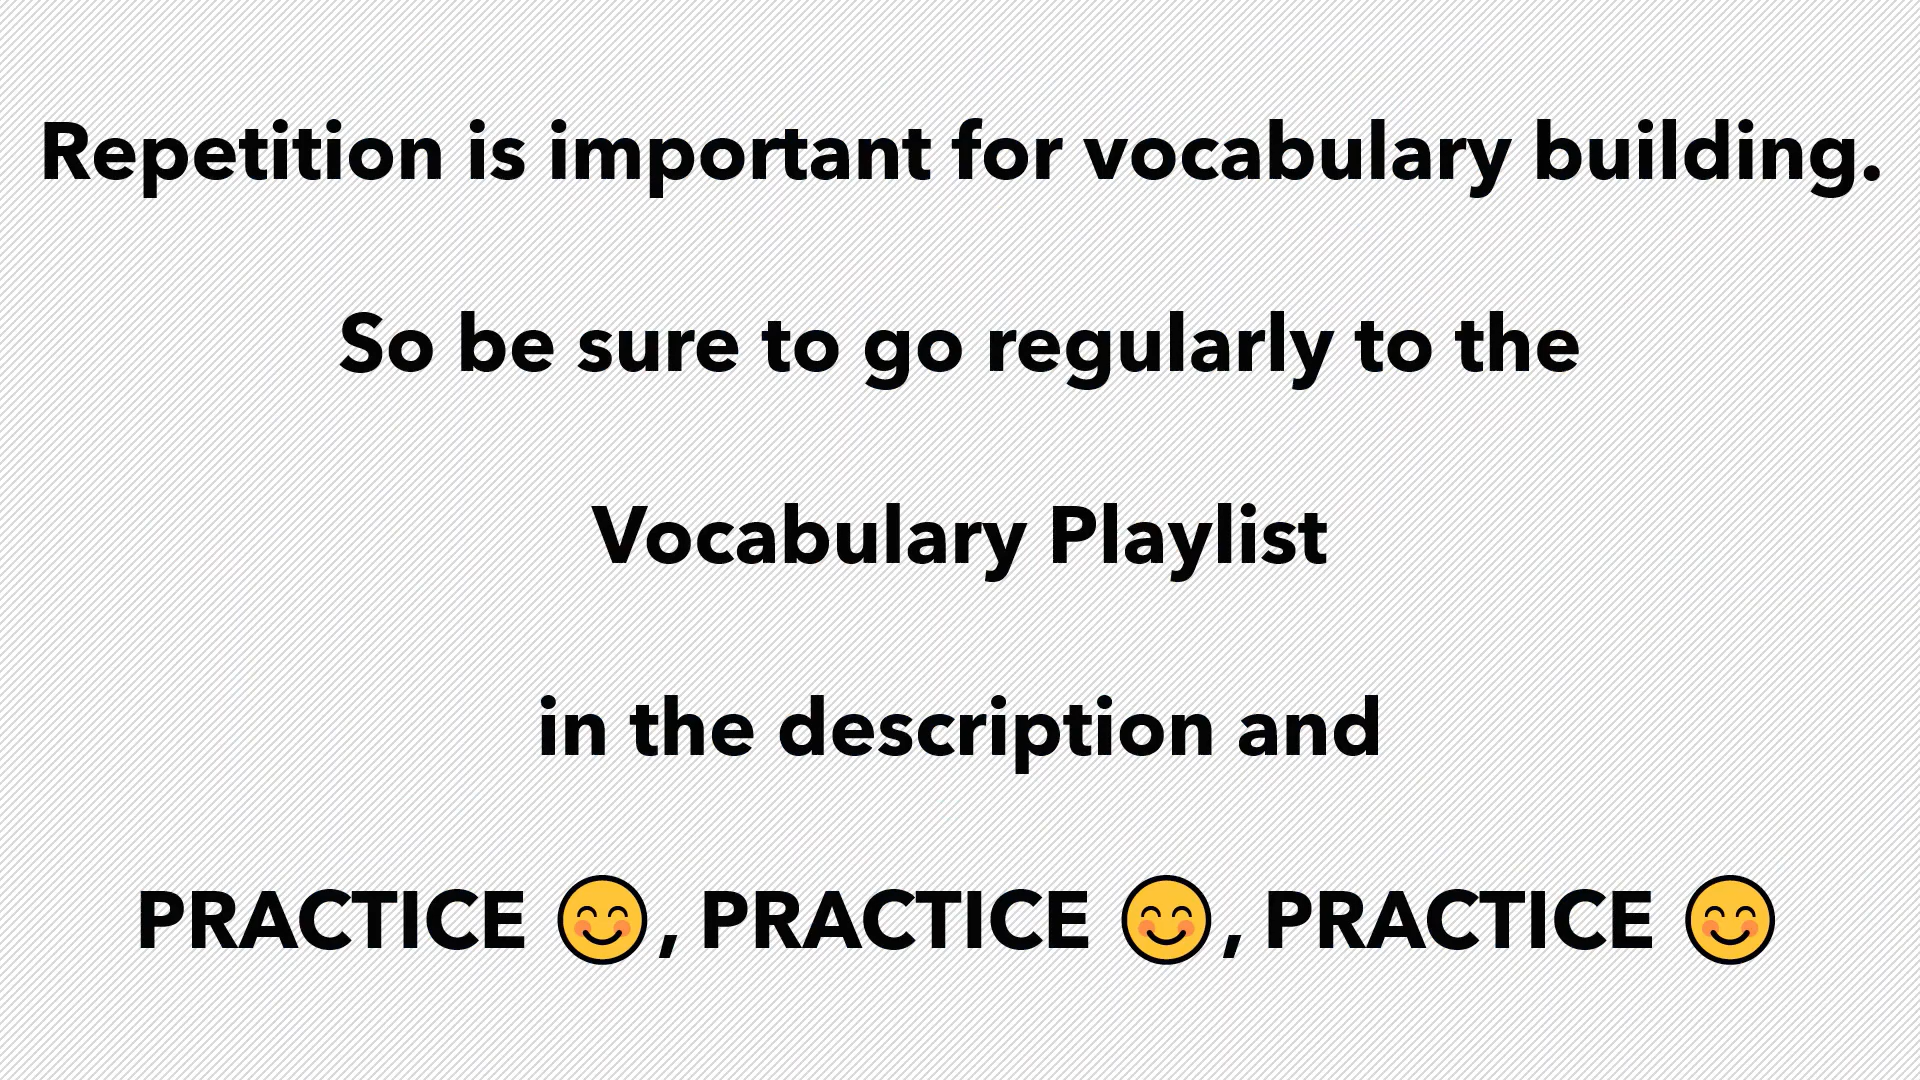 Repetition is important for vocabulary building.
So be sure to go regularly to the
Vocabulary Playlist
in the description and
PRACTICE 😊, PRACTICE 😊, PRACTICE 😊